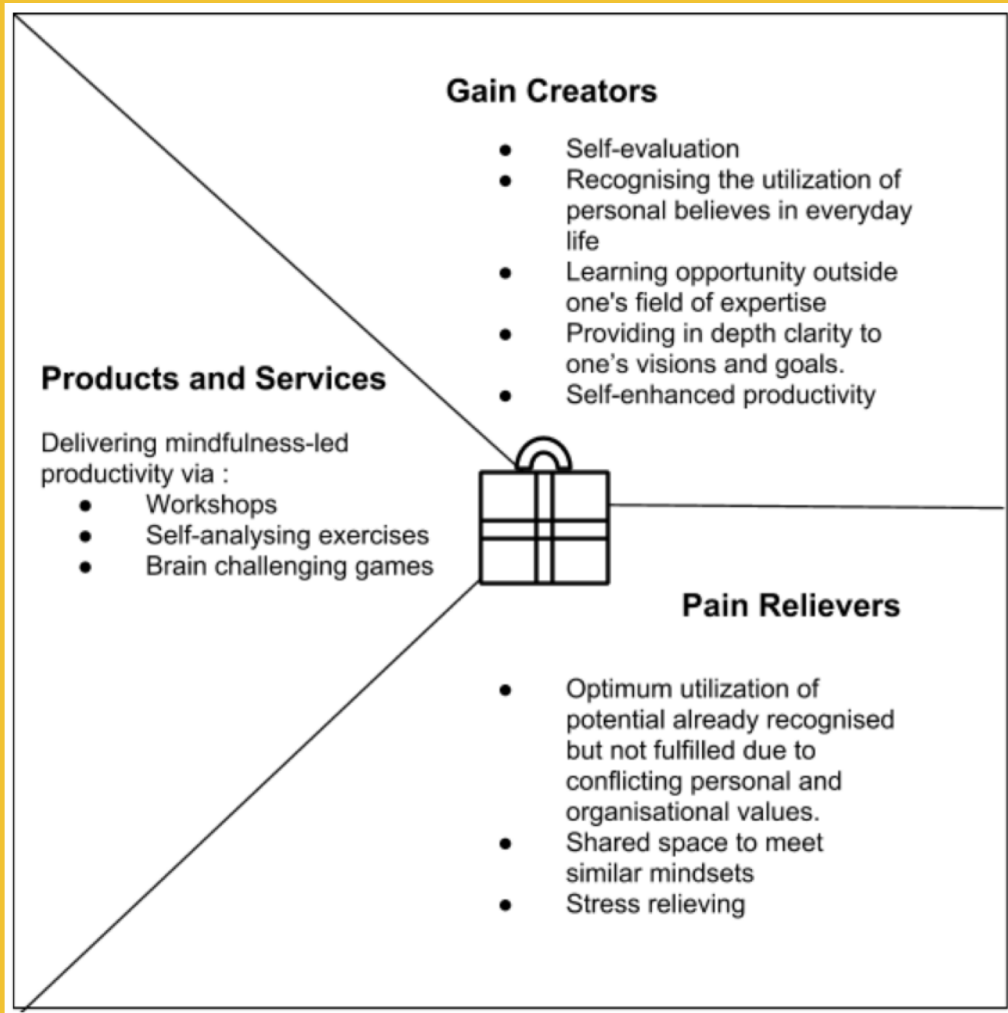 Gain Creators
● Self-evaluation
● Recognising the utilization of
personal believes in everyday
life
● Learning opportunity outside
one's field of expertise
● Providing in depth clarity to
one’s visions and goals.
● Self-enhanced productivity
Products and Services
Delivering mindfulness-led
productivity via :
● Workshops
● Self-analysing exercises
● Brain challenging games
Pain Relievers
● Optimum utilization of
potential already recognised
but not fulfilled due to
conflicting personal and
organisational values.
● Shared space to meet
similar mindsets
● Stress relieving